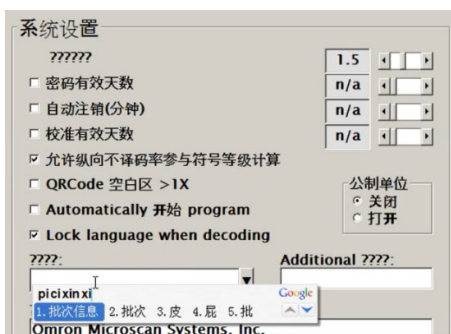 系统设置
?????? 1.5
密码有效天数 n/a
自动注销(分钟) n/a
校准有效天数 n/a
允许纵向不译码率参与符号等级计算
QRCode 空白区 >1X
公制单位
关闭
打开
Automatically 开始 program
Lock language when decoding
????: Additional ????:
picixinxi Google
1.批次信息 2.批次 3.皮 4.屁 5.批
Omron Microscan Systems, Inc.